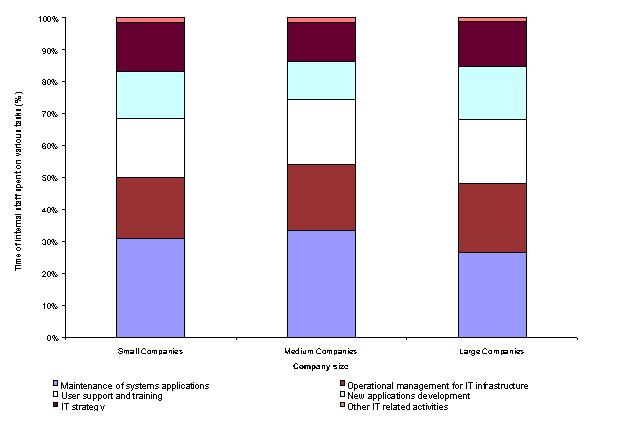 100%
90%
80%
70%
60%
50%
40%
30%
20%
10%
0%
Time of internal staff spent on various tasks (%)
Small Companies Medium Companies Large Companies
Company size
Maintenance of systems applications Operational management for IT infrastructure
User support and training New applications development
IT strategy Other IT related activities